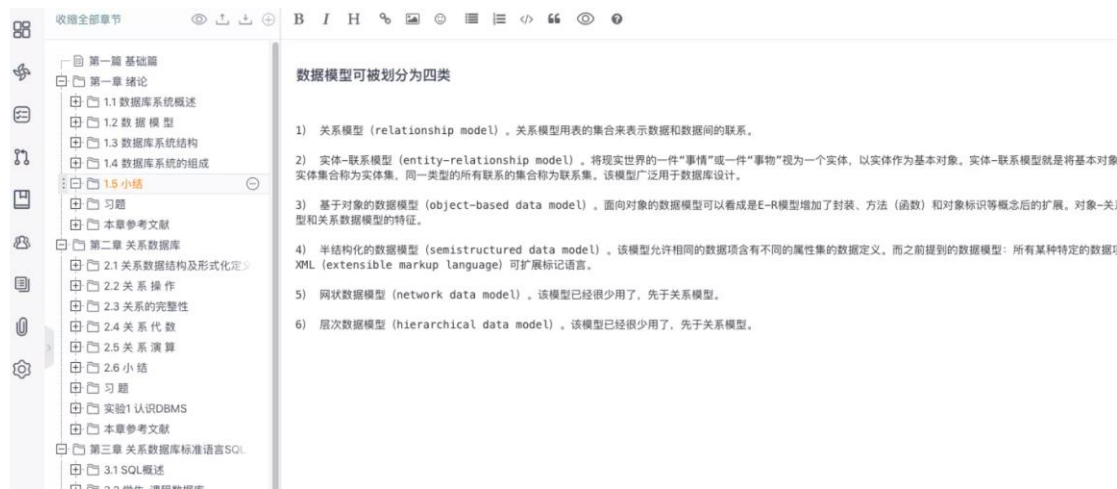 收缩全部章节
B I H
第一篇 基础篇
第一章 绪论
1.1 数据库系统概述
1.2 数 据 模 型
1.3 数据库系统结构
1.4 数据库系统的组成
1.5 小结
习题
本章参考文献
第二章 关系数据库
2.1 关系数据结构及形式化定
2.2 关 系 操 作
2.3 关系的完整性
2.4 关 系 代 数
2.5 关 系 演 算
2.6 小 结
习 题
实验1 认识DBMS
本章参考文献
第三章 关系数据库标准语言SQL
3.1 SQL概述
数据模型可被划分为四类
1) 关系模型 (relationship model) 。关系模型用表的集合来表示数据和数据间的联系。
2) 实体-联系模型 (entity-relationship model) 。将现实世界的一件“事情”或一件“事物”视为一个实体, 以实体作为基本对象。实体-联系模型就是将基本对象
实体集合称为实体集, 同一类型的所有联系的集合称为联系集。该模型广泛用于数据库设计。
3) 基于对象的数据模型 (object-based data model) 。面向对象的数据模型可以看成是E-R模型增加了封装、方法 (函数) 和对象标识等概念后的扩展。对象-关
型和关系数据模型的特征。
4) 半结构化的数据模型 (semistructured data model) 。该模型允许相同的数据项含有不同的属性集的数据定义, 而之前提到的数据模型: 所有某种特定的数据
XML (extensible markup language) 可扩展标记语言。
5) 网状数据模型 (network data model) 。该模型已经很少用了, 先于关系模型。
6) 层次数据模型 (hierarchical data model) 。该模型已经很少用了, 先于关系模型。